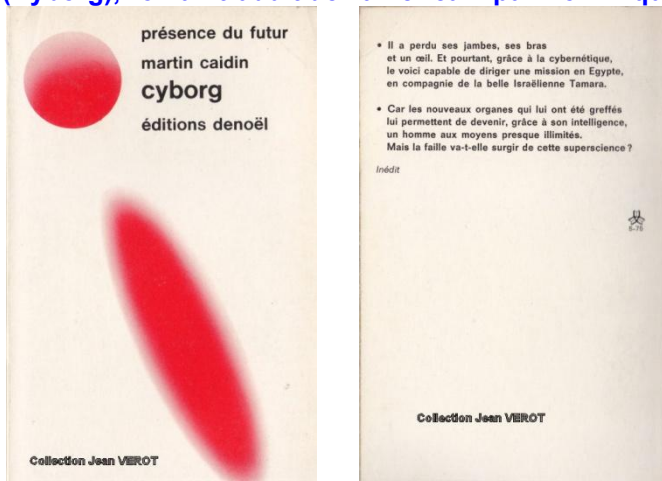 présence du futur
martin caidin
cyborg
éditions denoël
Collection Jean VEROT
• Il a perdu ses jambes, ses bras
et un œil. Et pourtant, grâce à la cybernétique,
le voici capable de diriger une mission en Egypte,
en compagnie de la belle Israëlienne Tamara.
• Car les nouveaux organes qui lui ont été greffés
lui permettent de devenir, grâce à son intelligence,
un homme aux moyens presque illimités.
Mais la faille va-t-elle surgir de cette superscience ?
Inédit
Collection Jean VEROT